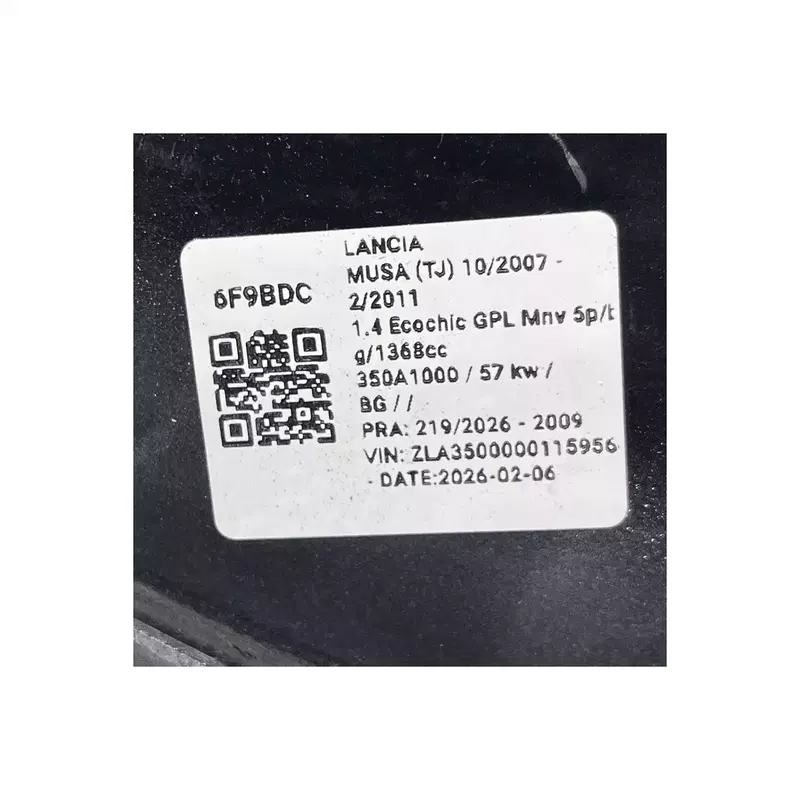 6F9BDC
LANCIA
MUSA (TJ) 10/2007 -
2/2011
1.4 Ecochic GPL Mnv 5p/b
g/1368cc
350A1000 / 57 kw /
BG / /
PRA: 219/2026 - 2009
VIN: ZLA3500000115956
- DATE:2026-02-06